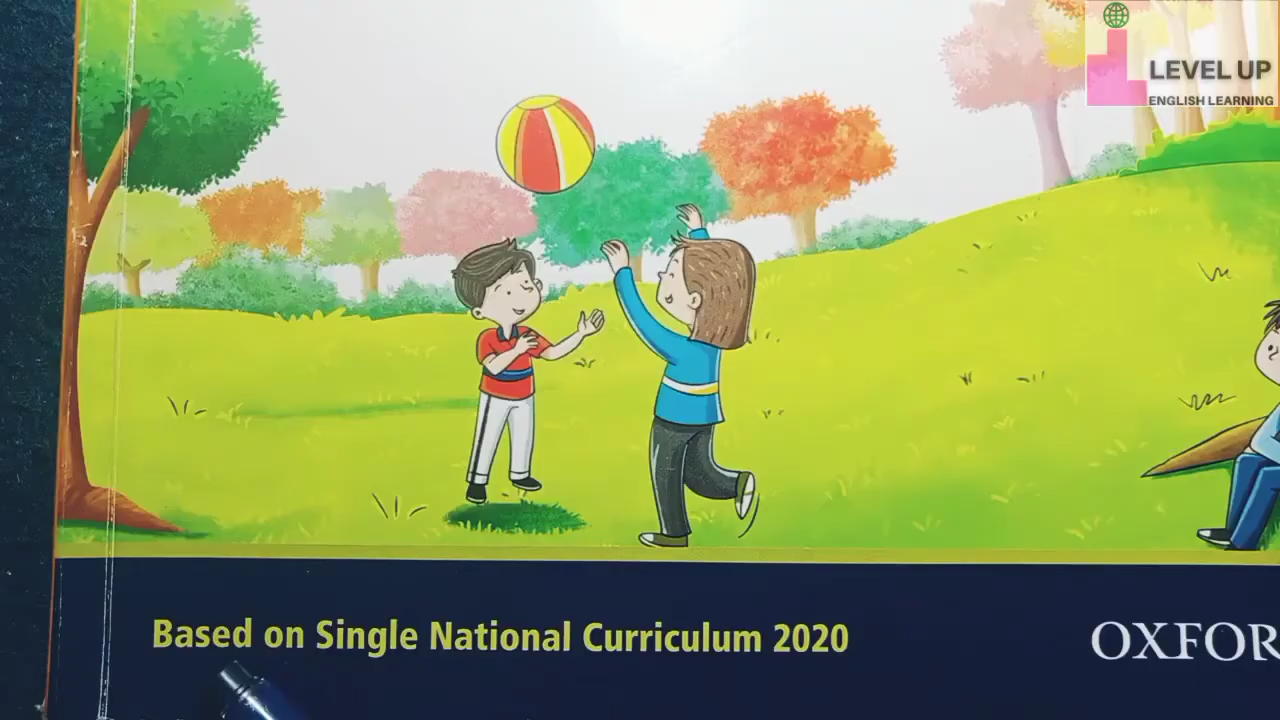 LEVEL UP
ENGLISH LEARNING
Based on Single National Curriculum 2020
OXFOR